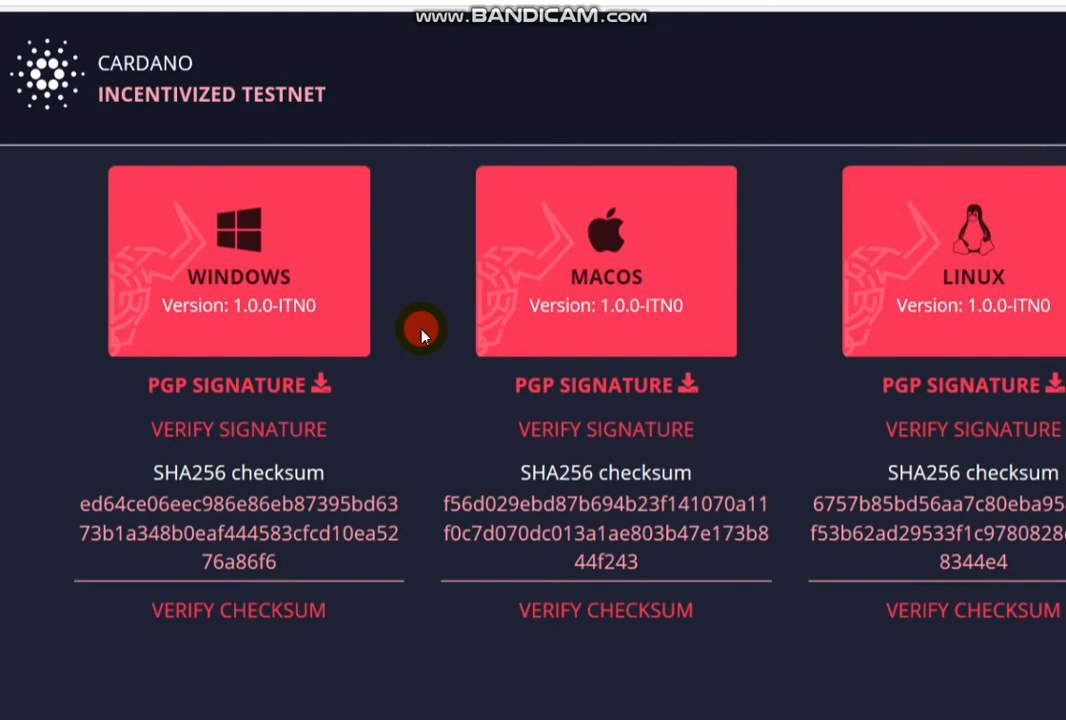 www.BANDICAM.com
CARDANO
INCENTIVIZED TESTNET
WINDOWS
Version: 1.0.0-ITN0
PGP SIGNATURE
VERIFY SIGNATURE
SHA256 checksum
ed64ce06eec986e86eb87395bd63
73b1a348b0eaf444583cfcd10ea52
76a86f6
VERIFY CHECKSUM
MACOS
Version: 1.0.0-ITN0
PGP SIGNATURE
VERIFY SIGNATURE
SHA256 checksum
f56d029ebd87b694b23f141070a11
f0c7d070dc013a1ae803b47e173b8
44f243
VERIFY CHECKSUM
LINUX
Version: 1.0.0-ITN0
PGP SIGNATURE
VERIFY SIGNATURE
SHA256 checksum
6757b85bd56aa7c80eba95
f53b62ad29533f1c9780828
8344e4
VERIFY CHECKSUM